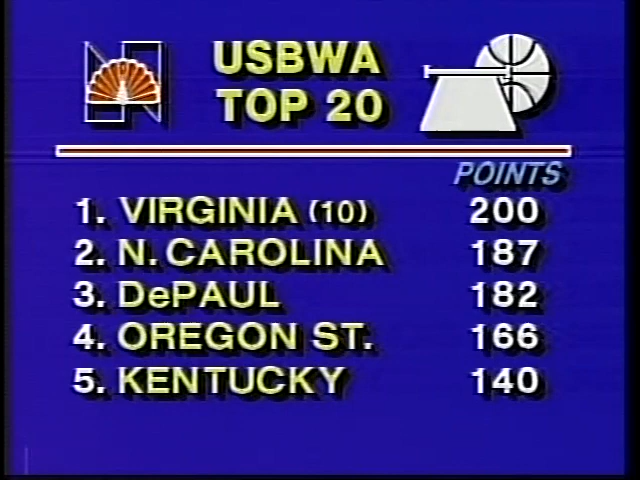 USBWA
TOP 20
POINTS
1. VIRGINIA (10) 200
2. N. CAROLINA 187
3. DePAUL 182
4. OREGON ST. 166
5. KENTUCKY 140